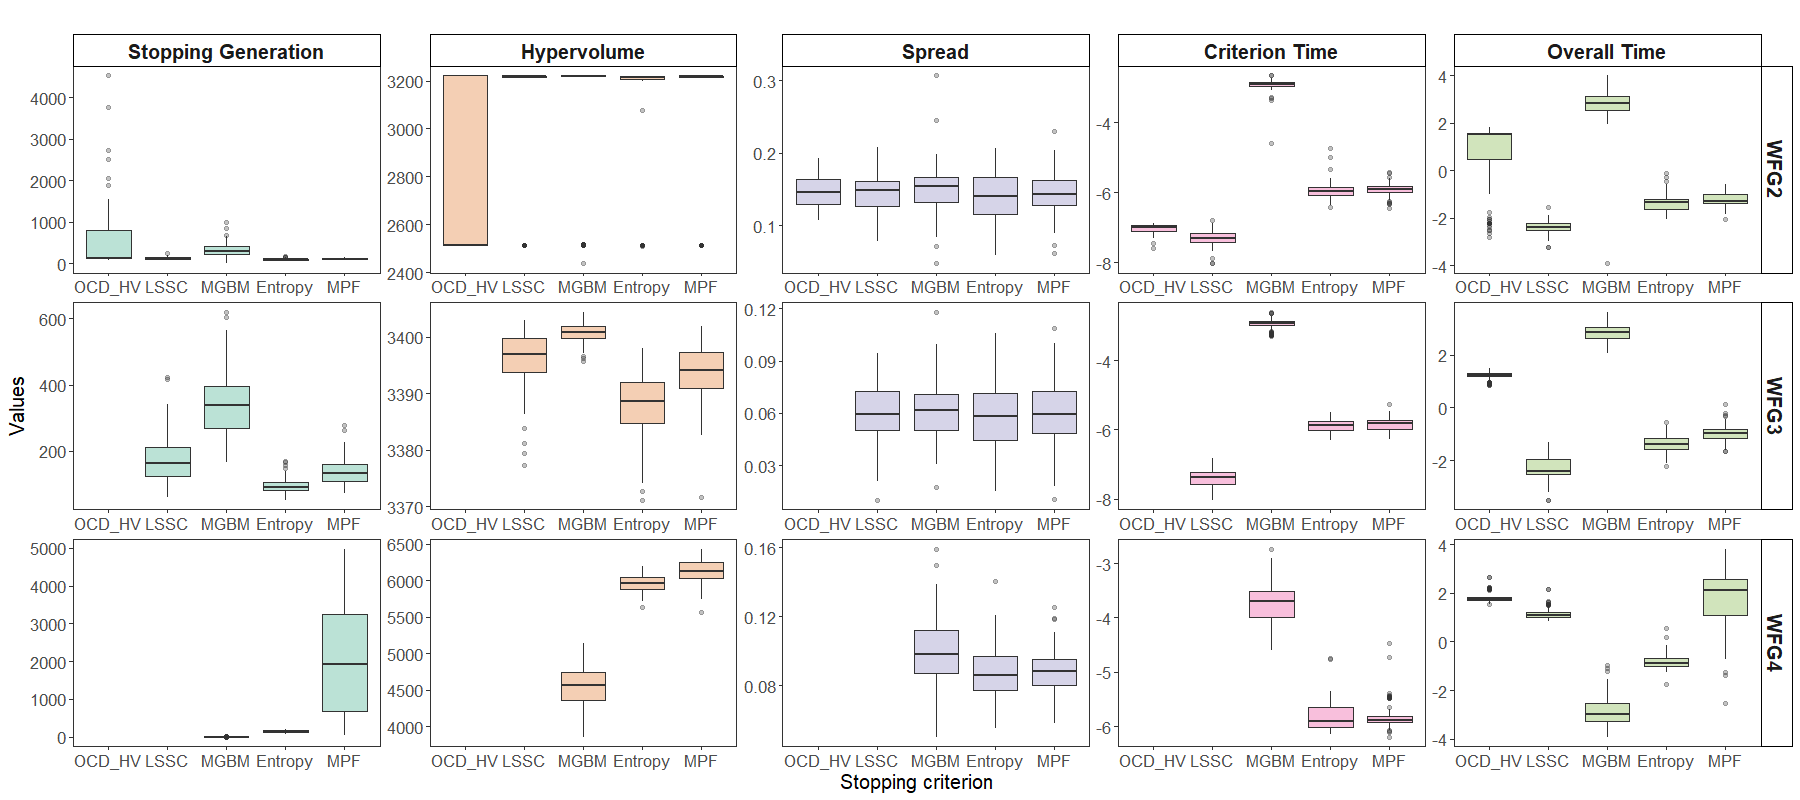 Stopping Generation Hypervolume Spread Criterion Time Overall Time
4000
3000
2000
1000
0
3200
3000
2800
2600
2400
0.3
0.2
0.1
-4
-6
-8
4
2
0
-2
-4
WFG2
OCD_HV LSSC MGBM Entropy MPF
OCD_HV LSSC MGBM Entropy MPF
OCD_HV LSSC MGBM Entropy MPF
OCD_HV LSSC MGBM Entropy MPF
OCD_HV LSSC MGBM Entropy MPF
Values
600
400
200
3400
3390
3380
3370
0.12
0.09
0.06
0.03
-4
-6
-8
2
0
-2
WFG3
OCD_HV LSSC MGBM Entropy MPF
OCD_HV LSSC MGBM Entropy MPF
OCD_HV LSSC MGBM Entropy MPF
OCD_HV LSSC MGBM Entropy MPF
OCD_HV LSSC MGBM Entropy MPF
5000
4000
3000
2000
1000
0
6500
6000
5500
5000
4500
4000
0.16
0.12
0.08
-3
-4
-5
-6
4
2
0
-2
-4
WFG4
OCD_HV LSSC MGBM Entropy MPF
OCD_HV LSSC MGBM Entropy MPF
OCD_HV LSSC MGBM Entropy MPF
OCD_HV LSSC MGBM Entropy MPF
OCD_HV LSSC MGBM Entropy MPF
Stopping criterion